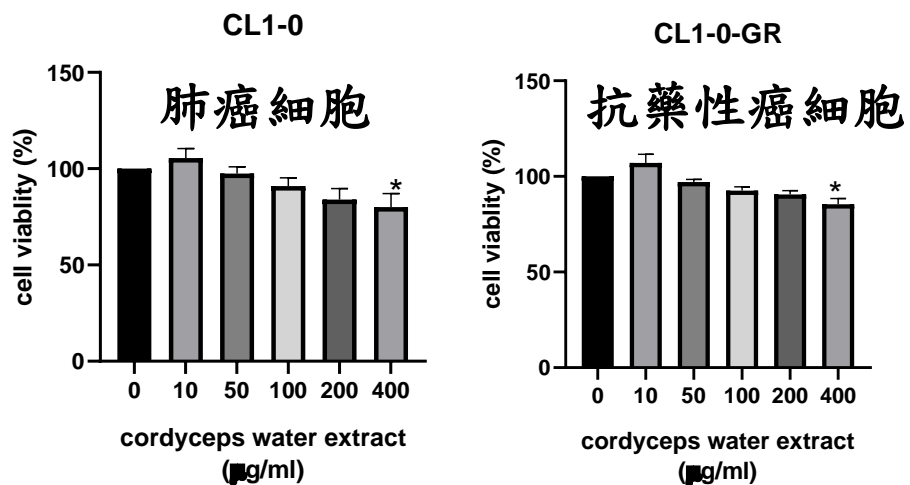 CL1-0
肺癌細胞
cell viablity (%)
150
100
50
0
*
0 10 50 100 200 400
cordyceps water extract
(μg/ml)
CL1-0-GR
抗藥性癌細胞
cell viablity (%)
150
100
50
0
*
0 10 50 100 200 400
cordyceps water extract
(μg/ml)